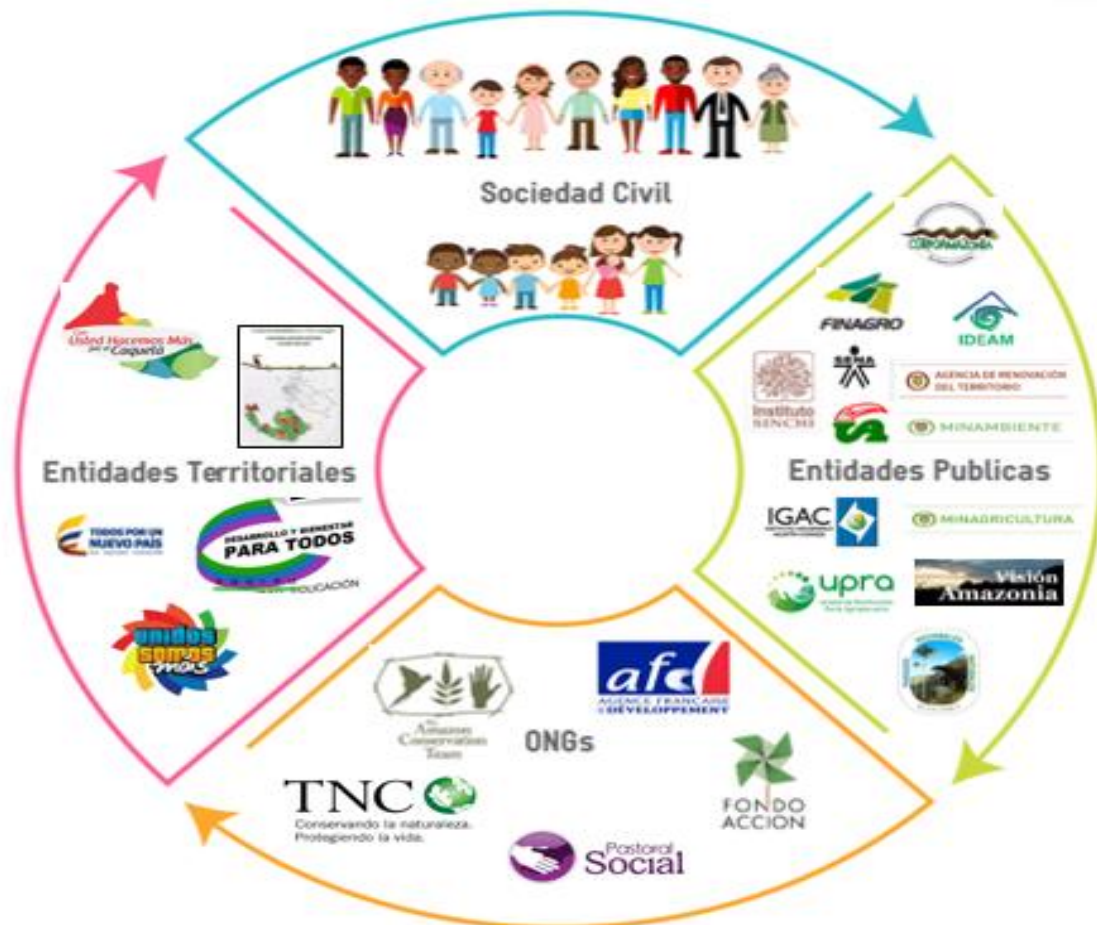 Sociedad Civil
CORPOAMAZONIA
FINAGRO
IDEAM
SENA
AGENCIA DE RENOVACIÓN
DEL TERRITORIO
Instituto
SINCHI
MINAMBIENTE
Entidades Publicas
IGAC
MINAGRICULTURA
upra
Visión
Amazonia
Usted Hacemos Más
por el Caquetá
Entidades Territoriales
TODOS POR UN
NUEVO PAÍS
DESARROLLO Y BIENESTAR
PARA TODOS
EDUCACIÓN
UNIDOS
SOMOS
más
The
Amazon
Conservation
Team
afd
AGENCE FRANÇAISE
DÉVELOPPEMENT
ONGs
TNC
Conservando la naturaleza.
Protegiendo la vida.
FONDO
ACCION
Pastoral
Social